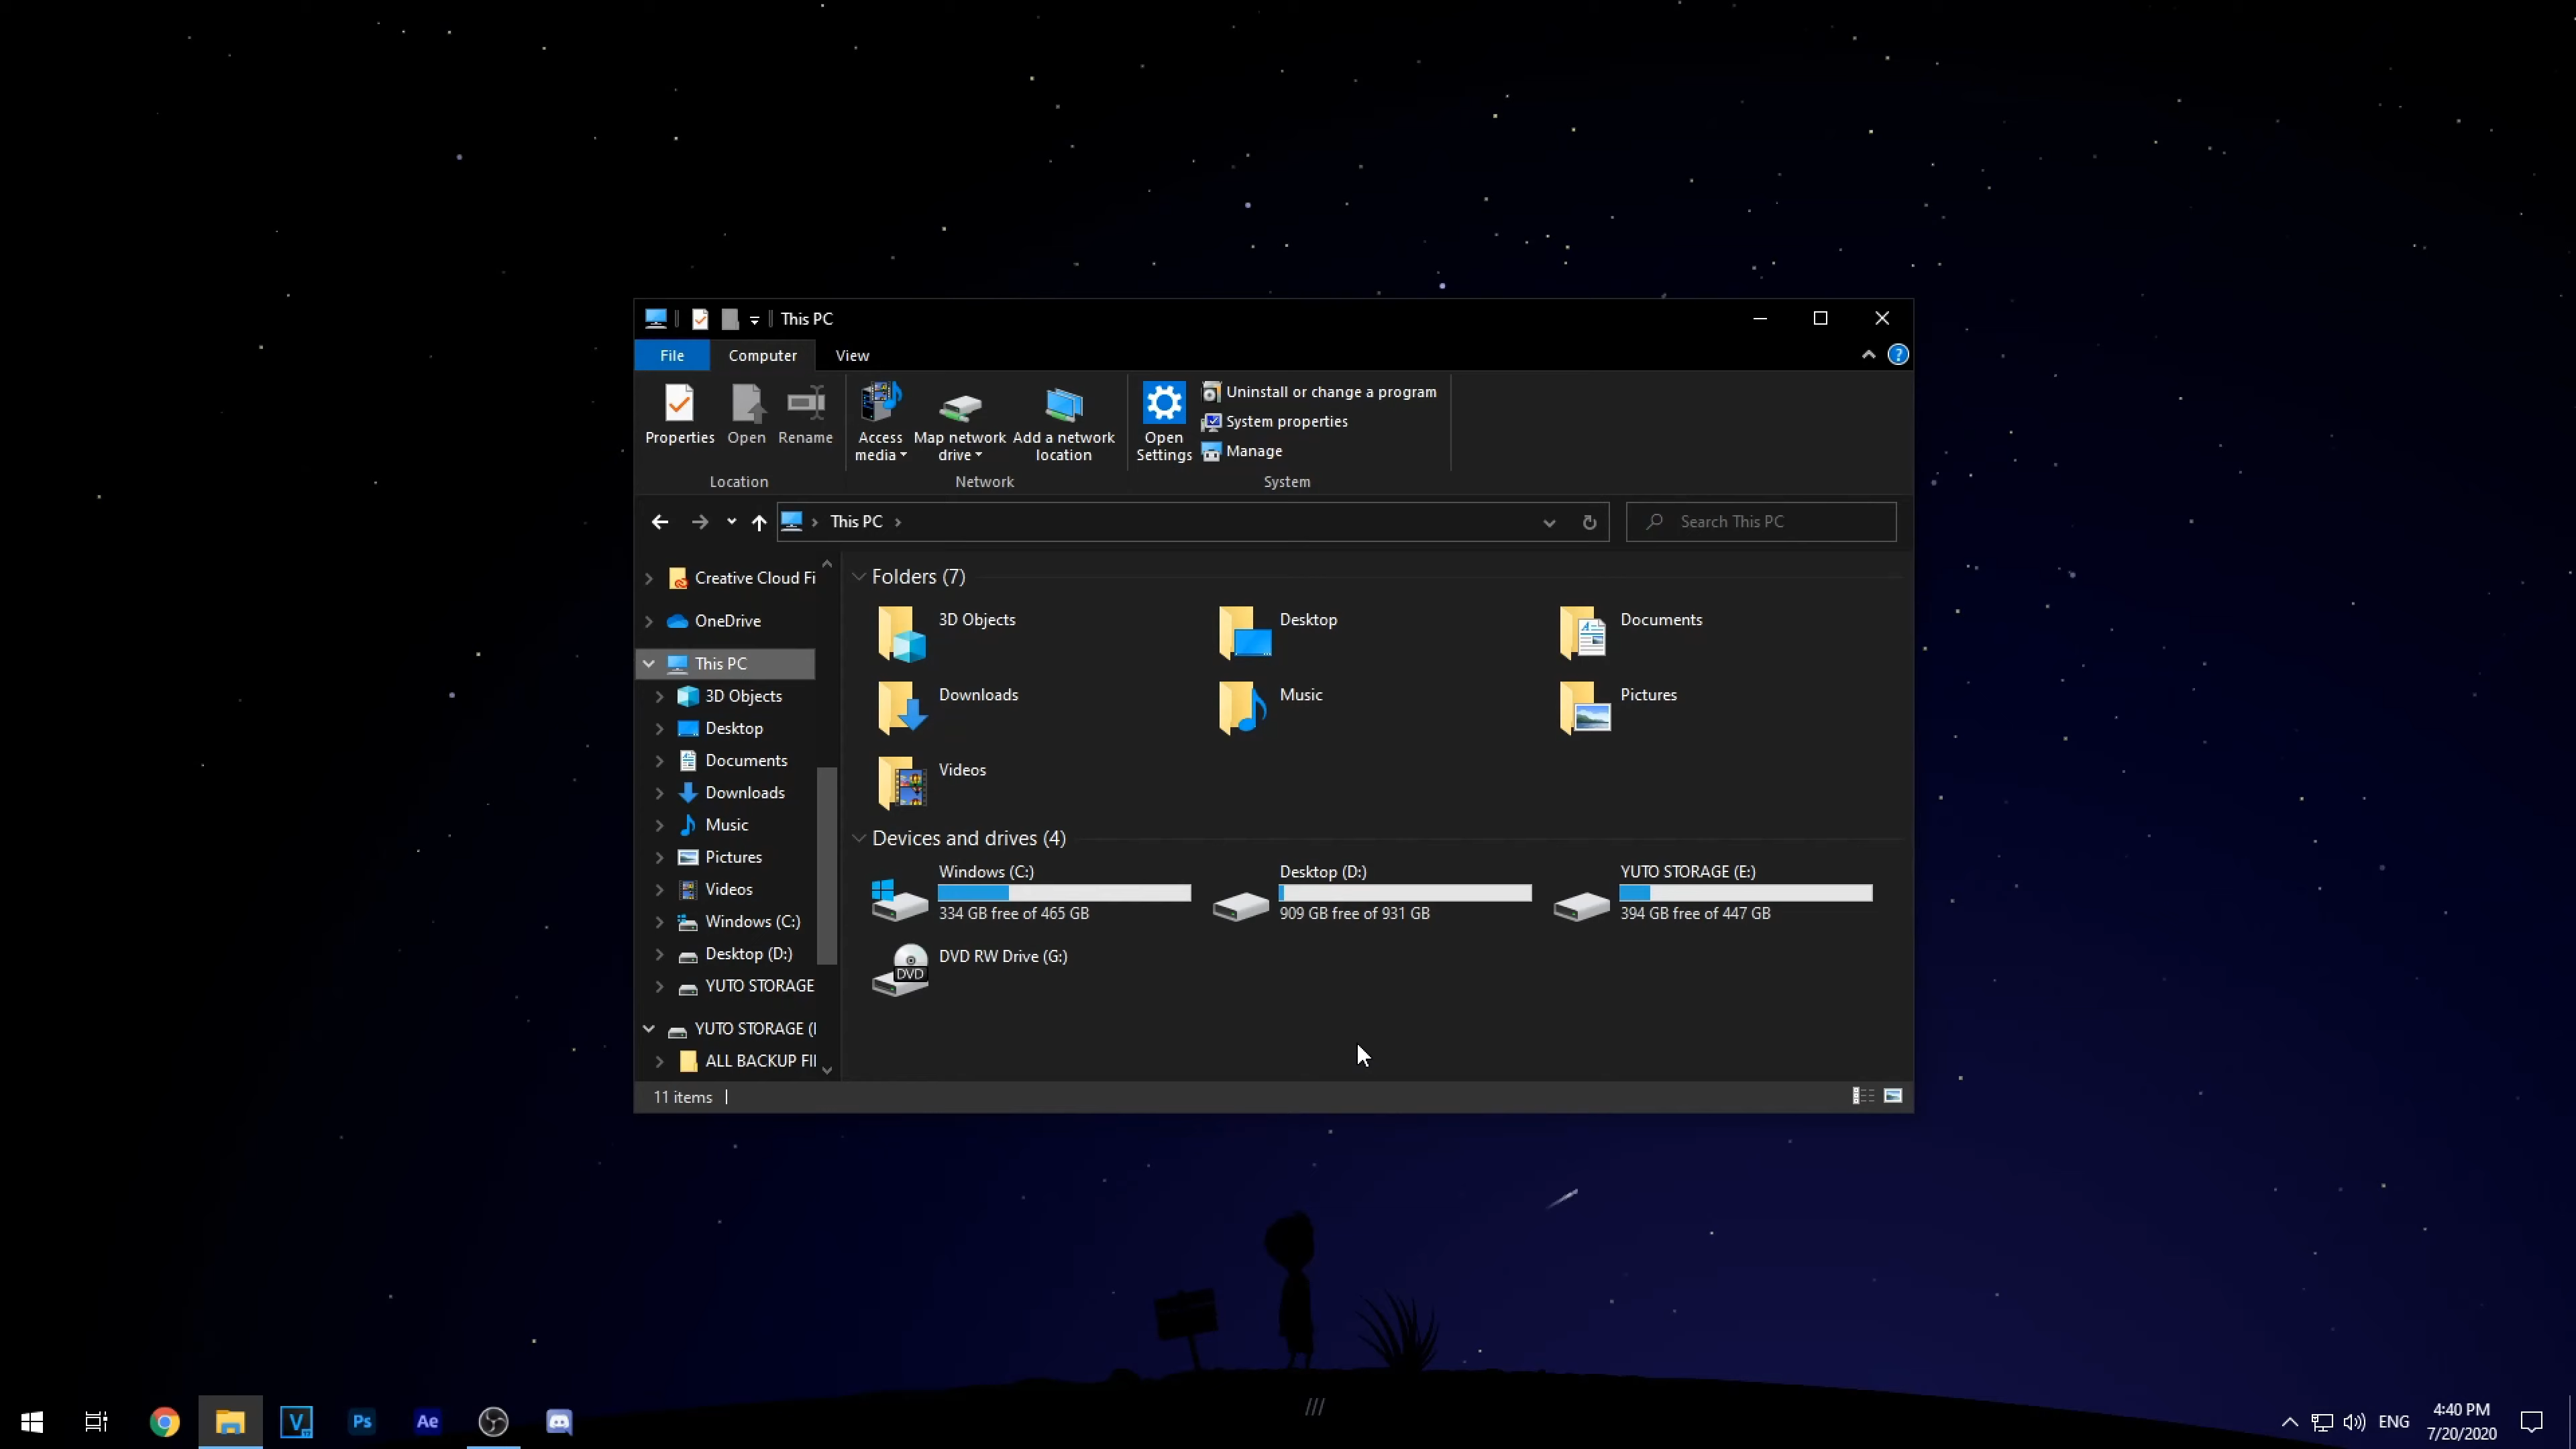 This PC
File Computer View
Properties Open Rename
Access media Map network drive Add a network location
Open Settings
Uninstall or change a program
System properties
Manage
Location Network System
This PC
Search This PC
Creative Cloud Fi
OneDrive
This PC
3D Objects
Desktop
Documents
Downloads
Music
Pictures
Videos
Windows (C:)
Desktop (D:)
YUTO STORAGE
YUTO STORAGE (
ALL BACKUP FI
Folders (7)
3D Objects Desktop Documents
Downloads Music Pictures
Videos
Devices and drives (4)
Windows (C:) Desktop (D:) YUTO STORAGE (E:)
334 GB free of 465 GB 909 GB free of 931 GB 394 GB free of 447 GB
DVD RW Drive (G:)
DVD
11 items
V Ps Ae
ENG
4:40 PM
7/20/2020